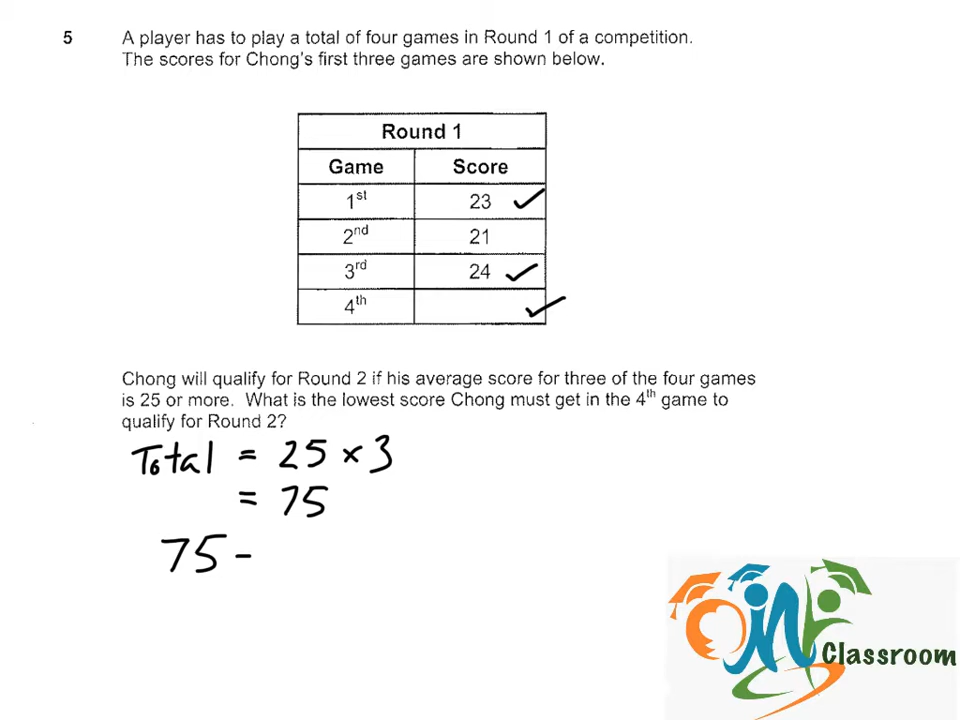 5 A player has to play a total of four games in Round 1 of a competition.
The scores for Chong's first three games are shown below.
Round 1
Game Score
1st 23
2nd 21
3rd 24
4th
Chong will qualify for Round 2 if his average score for three of the four games
is 25 or more. What is the lowest score Chong must get in the 4th game to
qualify for Round 2?
Total = 25 × 3
= 75
75 -
One Classroom